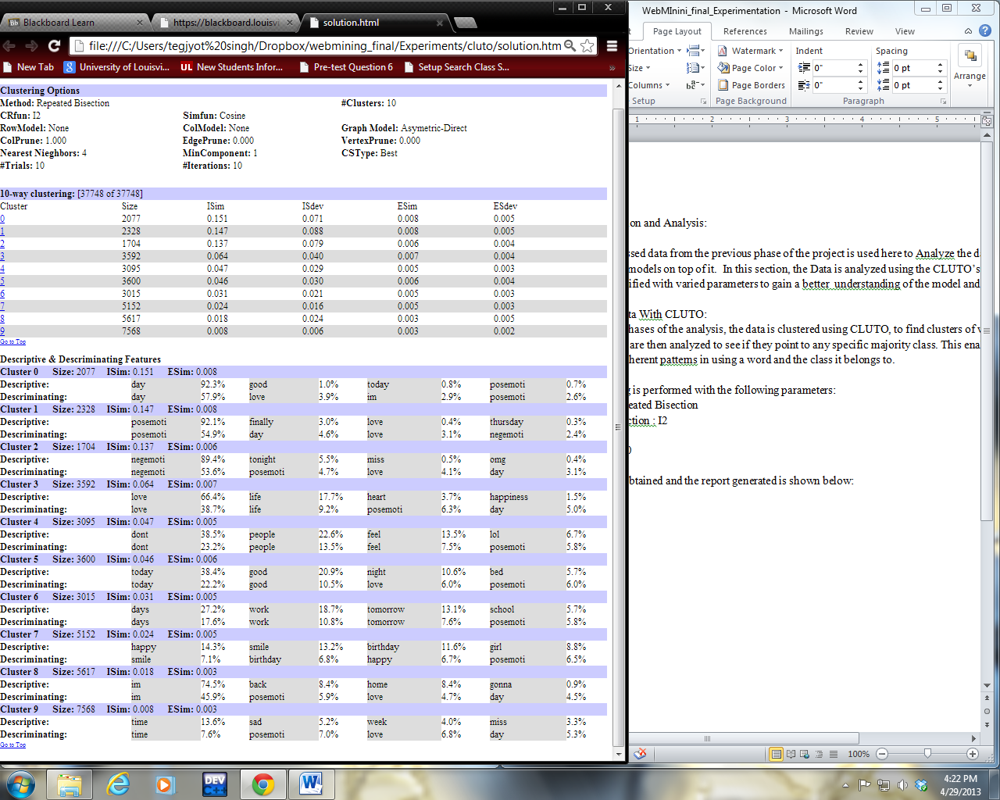 Blackboard Learn
https://blackboard.louisvi
solution.html
file:///C:/Users/tegjyot%20singh/Dropbox/webmining_final/Experiments/cluto/solution.htm
New Tab University of Louisvi... UL New Students Infor... Pre-test Question 6 Setup Search Class S... »
Clustering Options
Method: Repeated Bisection #Clusters: 10
CRfun: I2 Simfun: Cosine
RowModel: None ColModel: None Graph Model: Asymetric-Direct
ColPrune: 1.000 EdgePrune: 0.000 VertexPrune: 0.000
Nearest Nieghbors: 4 MinComponent: 1 CSType: Best
#Trials: 10 #Iterations: 10
10-way clustering: [37748 of 37748]
Cluster Size ISim ISdev ESim ESdev
0 2077 0.151 0.071 0.008 0.005
1 2328 0.147 0.088 0.008 0.005
2 1704 0.137 0.079 0.006 0.004
3 3592 0.064 0.040 0.007 0.004
4 3095 0.047 0.029 0.005 0.003
5 3600 0.046 0.030 0.006 0.004
6 3015 0.031 0.021 0.005 0.003
7 5152 0.024 0.016 0.005 0.003
8 5617 0.018 0.024 0.003 0.005
9 7568 0.008 0.006 0.003 0.002
Go to Top
Descriptive & Descriminating Features
Cluster 0 Size: 2077 ISim: 0.151 ESim: 0.008
Descriptive: day 92.3% good 1.0% today 0.8% posemoti 0.7%
Descriminating: day 57.9% love 3.9% im 2.9% posemoti 2.6%
Cluster 1 Size: 2328 ISim: 0.147 ESim: 0.008
Descriptive: posemoti 92.1% finally 3.0% love 0.4% thursday 0.3%
Descriminating: posemoti 54.9% day 4.6% love 3.1% negemoti 2.4%
Cluster 2 Size: 1704 ISim: 0.137 ESim: 0.006
Descriptive: negemoti 89.4% tonight 5.5% miss 0.5% omg 0.4%
Descriminating: negemoti 53.6% posemoti 4.7% love 4.1% day 3.1%
Cluster 3 Size: 3592 ISim: 0.064 ESim: 0.007
Descriptive: love 66.4% life 17.7% heart 3.7% happiness 1.5%
Descriminating: love 38.7% life 9.2% posemoti 6.3% day 5.0%
Cluster 4 Size: 3095 ISim: 0.047 ESim: 0.005
Descriptive: dont 38.5% people 22.6% feel 13.5% lol 6.7%
Descriminating: dont 23.2% people 13.5% feel 7.5% posemoti 5.8%
Cluster 5 Size: 3600 ISim: 0.046 ESim: 0.006
Descriptive: today 38.4% good 20.9% night 10.6% bed 5.7%
Descriminating: today 22.2% good 10.5% love 6.0% posemoti 6.0%
Cluster 6 Size: 3015 ISim: 0.031 ESim: 0.005
Descriptive: days 27.2% work 18.7% tomorrow 13.1% school 5.7%
Descriminating: days 17.6% work 10.8% tomorrow 7.6% posemoti 5.8%
Cluster 7 Size: 5152 ISim: 0.024 ESim: 0.005
Descriptive: happy 14.3% smile 13.2% birthday 11.6% girl 8.8%
Descriminating: smile 7.1% birthday 6.8% happy 6.7% posemoti 6.5%
Cluster 8 Size: 5617 ISim: 0.018 ESim: 0.003
Descriptive: im 74.5% back 8.4% home 8.4% gonna 0.9%
Descriminating: im 45.9% posemoti 5.9% love 4.7% day 4.5%
Cluster 9 Size: 7568 ISim: 0.008 ESim: 0.003
Descriptive: time 13.6% sad 5.2% week 4.0% miss 3.3%
Descriminating: time 7.6% posemoti 7.0% love 6.8% day 5.3%
Go to Top
WebMInini_final_Experimentation - Microsoft Word
t Page Layout References Mailings Review View
Orientation Watermark Indent Spacing
Size Page Color 0" 0 pt
Columns Page Borders 0" 0 pt
Arrange
Setup Page Background Paragraph
1 2 3 4 5
on and Analysis:
ssed data from the previous phase of the project is used here to Analyze the d
models on top of it. In this section, the Data is analyzed using the CLUTO's
ified with varied parameters to gain a better understanding of the model and
ta With CLUTO:
hases of the analysis, the data is clustered using CLUTO, to find clusters of v
are then analyzed to see if they point to any specific majority class. This ena
herent patterns in using a word and the class it belongs to.
g is performed with the following parameters:
eated Bisection
ction : I2
0
btained and the report generated is shown below:
100%
DEV C++
4:22 PM
4/29/2013